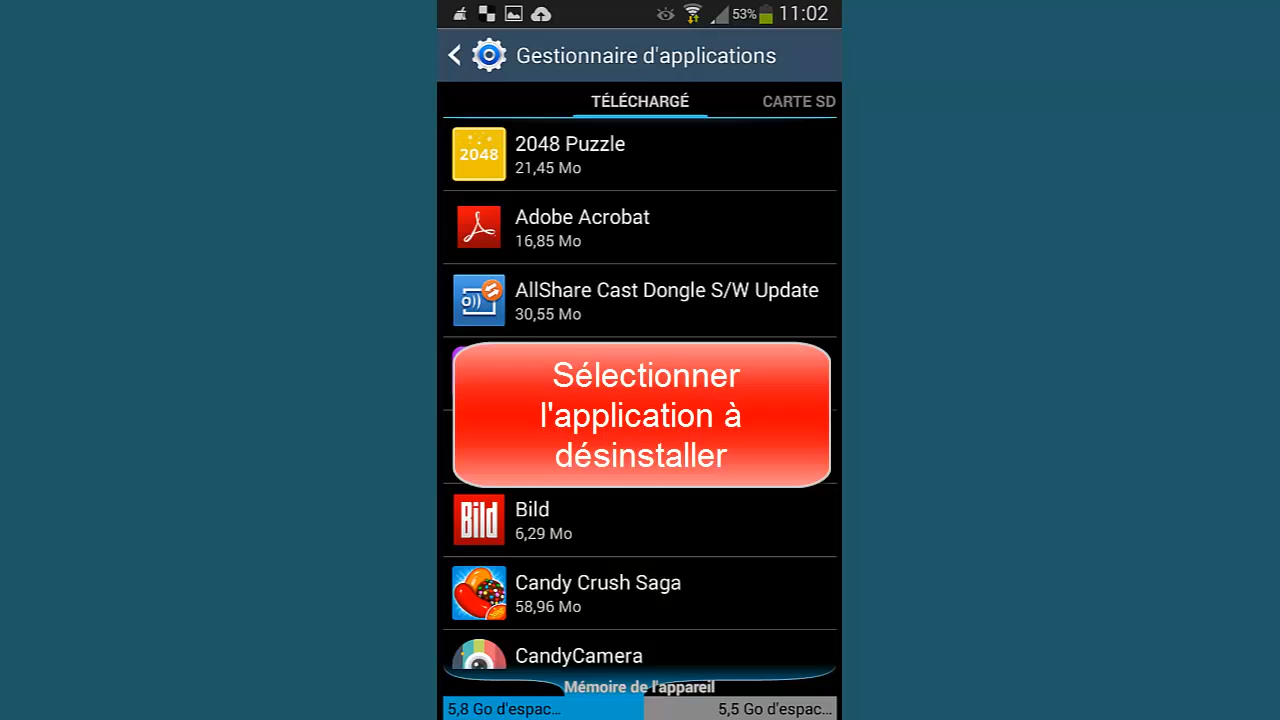 53% 11:02
Gestionnaire d'applications
TÉLÉCHARGÉ CARTE SD
2048
2048 Puzzle
21,45 Mo
Adobe Acrobat
16,85 Mo
AllShare Cast Dongle S/W Update
30,55 Mo
Sélectionner
l'application à
désinstaller
Bild
Bild
6,29 Mo
Candy Crush Saga
58,96 Mo
CandyCamera
Mémoire de l'appareil
5,8 Go d'espac... 5,5 Go d'espac...